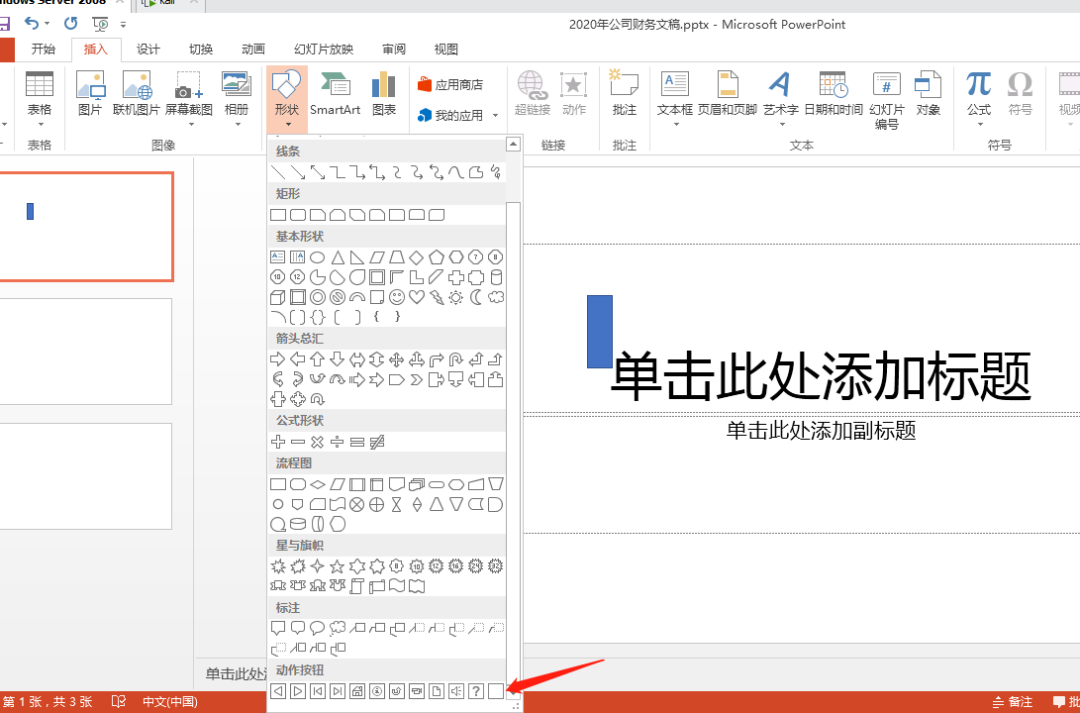 ndows Server 2008
kali
2020年公司财务文稿.pptx - Microsoft PowerPoint
开始 插入 设计 切换 动画 幻灯片放映 审阅 视图
表格 图片 联机图片 屏幕截图 相册 形状 SmartArt 图表 应用商店 我的应用 超链接 动作 批注 文本框 页眉和页脚 艺术字 日期和时间 幻灯片编号 对象 公式 符号 视频
表格 图像 链接 批注 文本 符号
线条
矩形
基本形状
箭头总汇
公式形状
流程图
星与旗帜
标注
动作按钮
单击此处添加标题
单击此处添加副标题
单击此处添
第 1 张，共 3 张 中文(中国) 备注 批